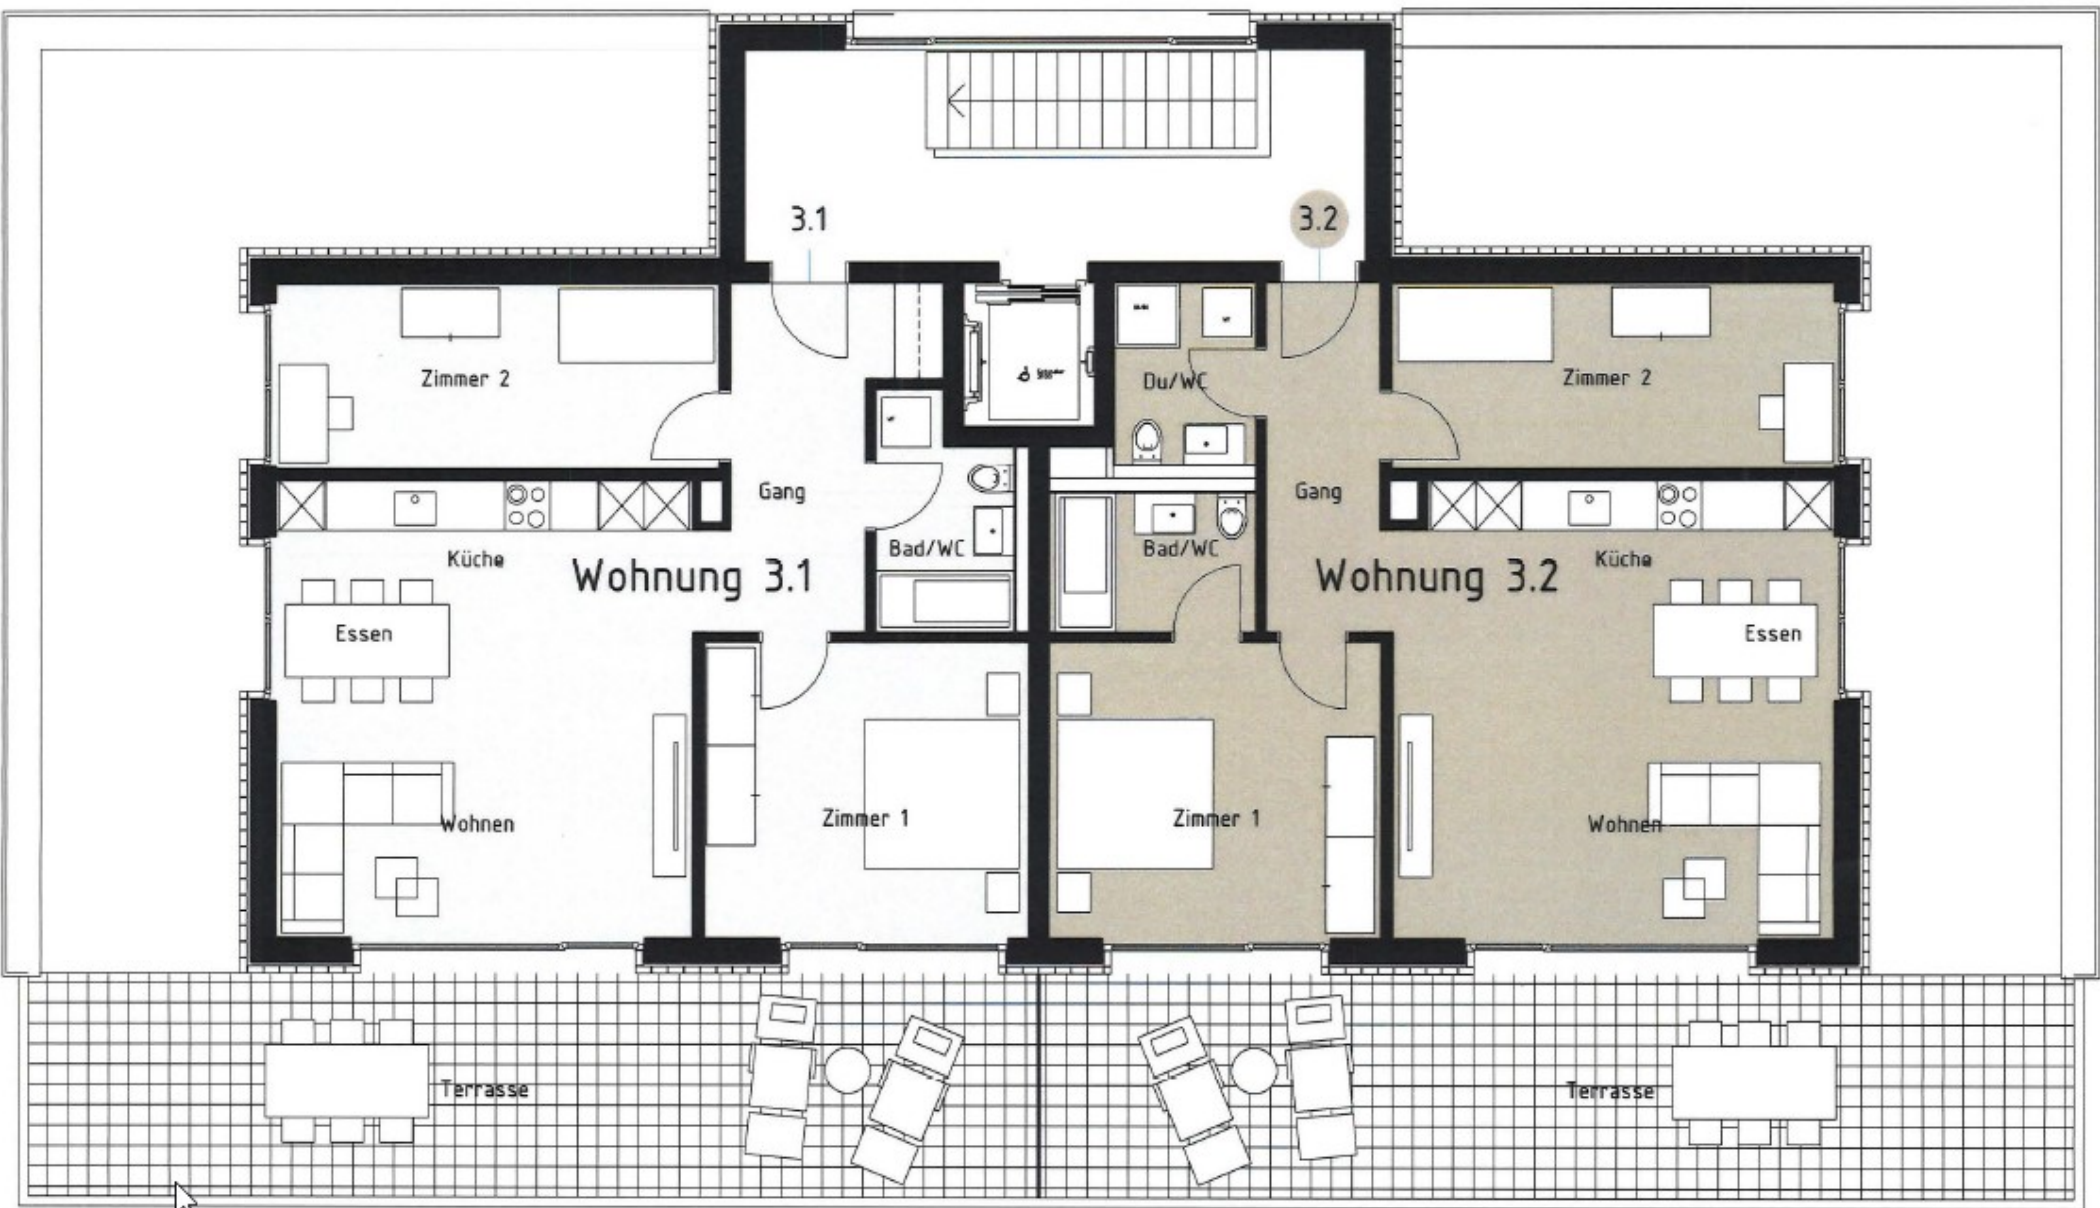 3.1
3.2
Zimmer 2
Du/WC
Zimmer 2
Gang
Gang
Küche
Bad/WC
Bad/WC
Küche
Wohnung 3.1
Wohnung 3.2
Essen
Essen
Wohnen
Zimmer 1
Zimmer 1
Wohnen
Terrasse
Terrasse